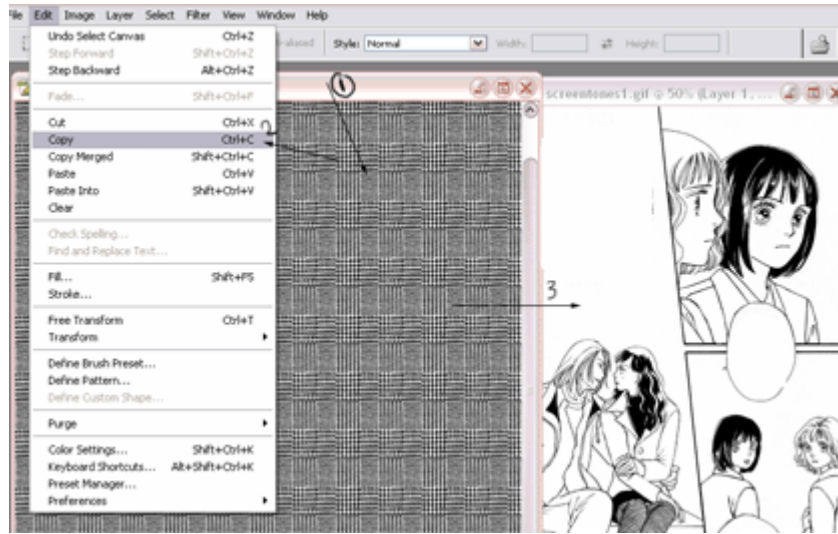 File Edit Image Layer Select Filter View Window Help
Style: Normal Width: Height:
Undo Select Canvas Ctrl+Z
Step Forward Shift+Ctrl+Z
Step Backward Alt+Ctrl+Z
Fade... Shift+Ctrl+F
Cut Ctrl+X
Copy Ctrl+C
Copy Merged Shift+Ctrl+C
Paste Ctrl+V
Paste Into Shift+Ctrl+V
Clear
Check Spelling...
Find and Replace Text...
Fill... Shift+F5
Stroke...
Free Transform Ctrl+T
Transform
Define Brush Preset...
Define Pattern...
Define Custom Shape...
Purge
Color Settings... Shift+Ctrl+K
Keyboard Shortcuts... Alt+Shift+Ctrl+K
Preset Manager...
Preferences
1
2
3
screentones1.gif @ 50% (Layer 1, ...